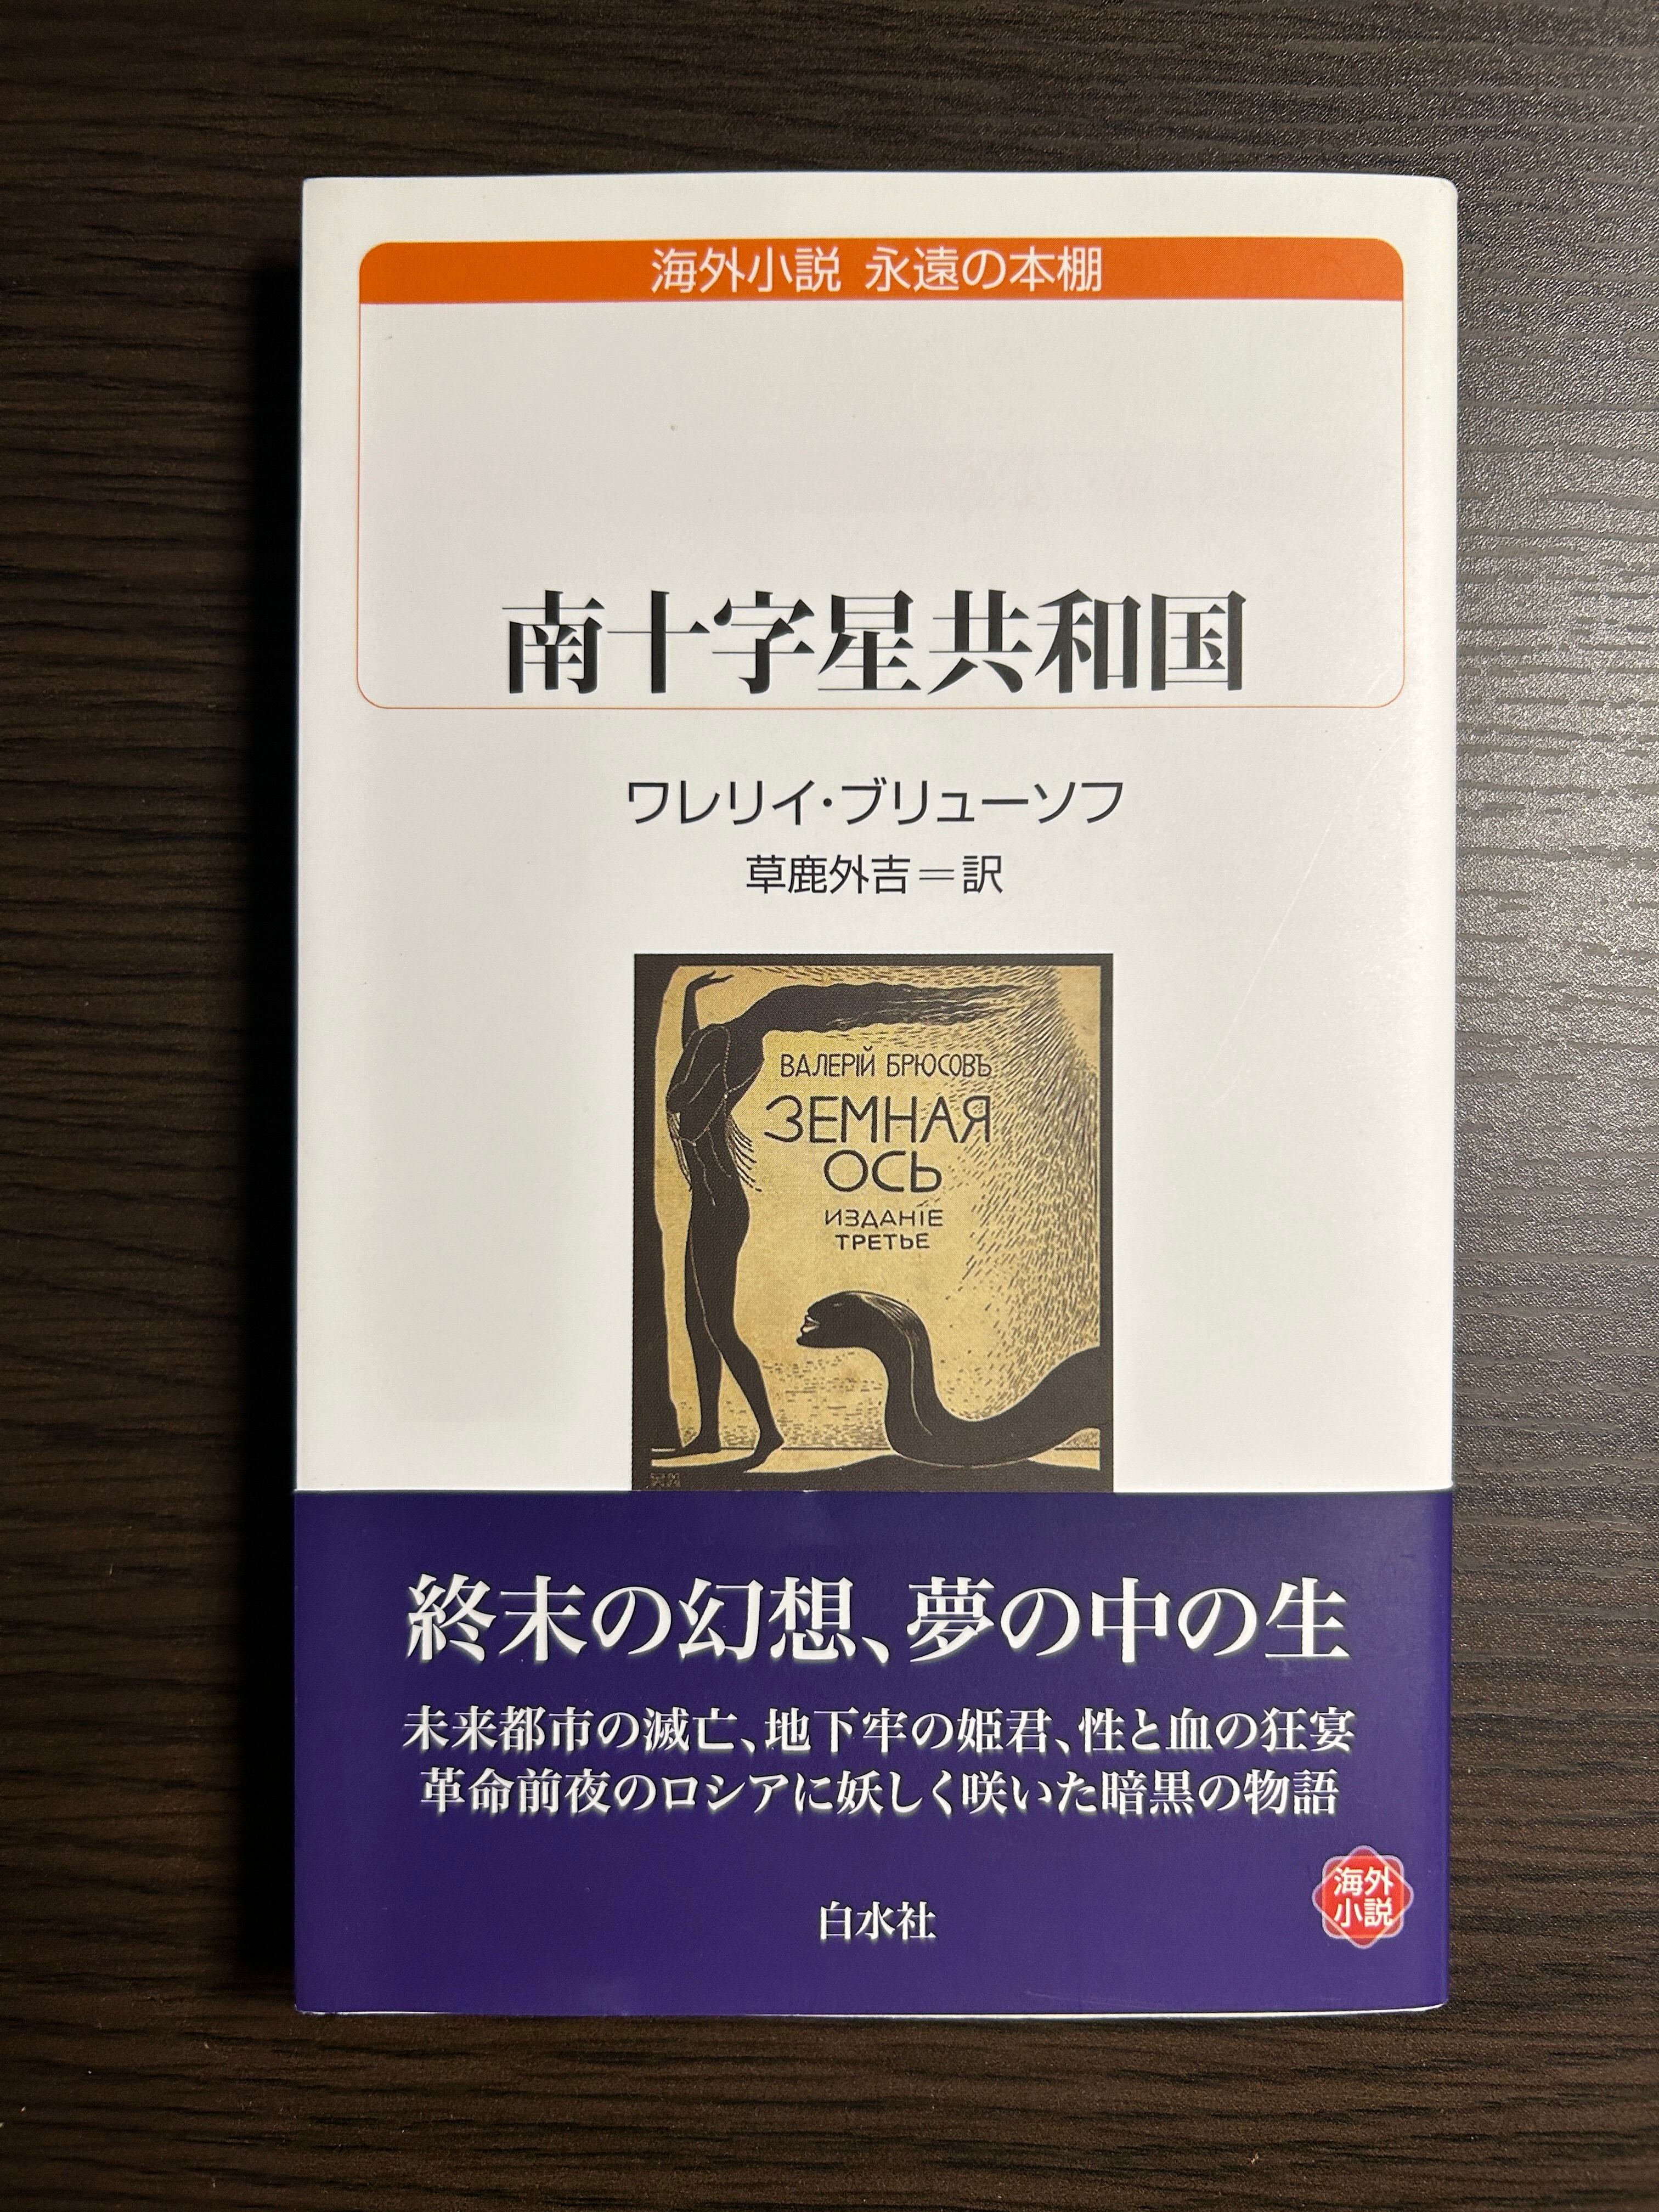 海外小説 永遠の本棚
南十字星共和国
ワレリイ・ブリューソフ
草鹿外吉＝訳
ВАЛЕРІЙ БРЮСОВЪ
ЗЕМНАЯ
ОСЬ
ИЗДАНІЕ
ТРЕТЬЕ
終末の幻想、夢の中の生
未来都市の滅亡、地下牢の姫君、性と血の狂宴
革命前夜のロシアに妖しく咲いた暗黒の物語
白水社
海外
小説